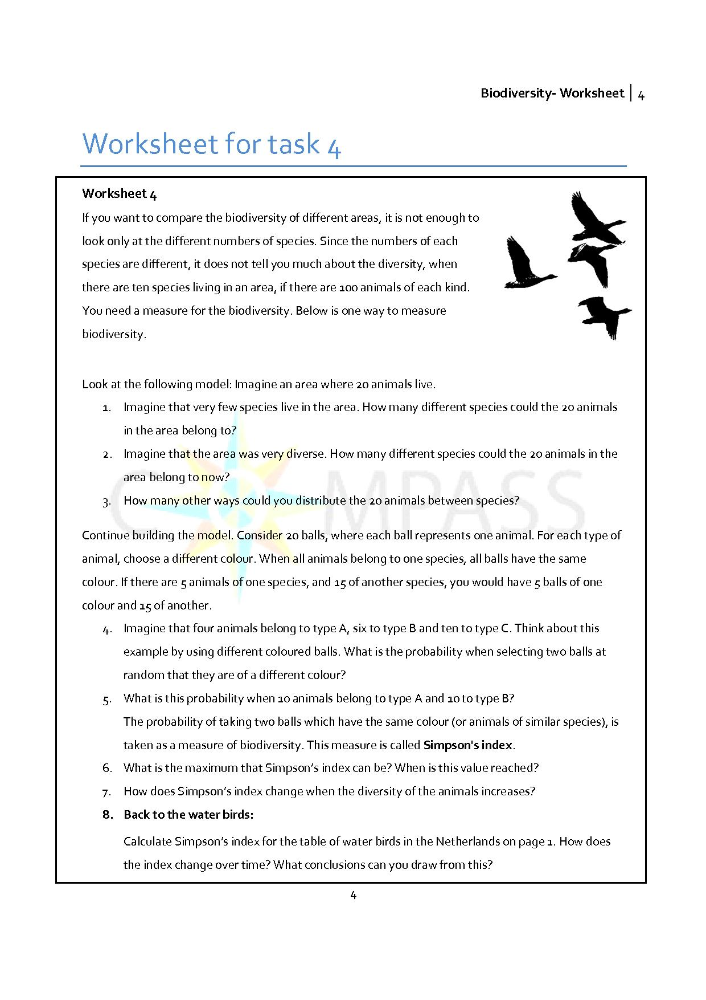 Biodiversity- Worksheet 4
Worksheet for task 4
Worksheet 4
If you want to compare the biodiversity of different areas, it is not enough to
look only at the different numbers of species. Since the numbers of each
species are different, it does not tell you much about the diversity, when
there are ten species living in an area, if there are 100 animals of each kind.
You need a measure for the biodiversity. Below is one way to measure
biodiversity.
Look at the following model: Imagine an area where 20 animals live.
1. Imagine that very few species live in the area. How many different species could the 20 animals
in the area belong to?
2. Imagine that the area was very diverse. How many different species could the 20 animals in the
area belong to now?
3. How many other ways could you distribute the 20 animals between species?
C MPASS
Continue building the model. Consider 20 balls, where each ball represents one animal. For each type of
animal, choose a different colour. When all animals belong to one species, all balls have the same
colour. If there are 5 animals of one species, and 15 of another species, you would have 5 balls of one
colour and 15 of another.
4. Imagine that four animals belong to type A, six to type B and ten to type C. Think about this
example by using different coloured balls. What is the probability when selecting two balls at
random that they are of a different colour?
5. What is this probability when 10 animals belong to type A and 10 to type B?
The probability of taking two balls which have the same colour (or animals of similar species), is
taken as a measure of biodiversity. This measure is called Simpson's index.
6. What is the maximum that Simpson’s index can be? When is this value reached?
7. How does Simpson’s index change when the diversity of the animals increases?
8. Back to the water birds:
Calculate Simpson’s index for the table of water birds in the Netherlands on page 1. How does
the index change over time? What conclusions can you draw from this?
4